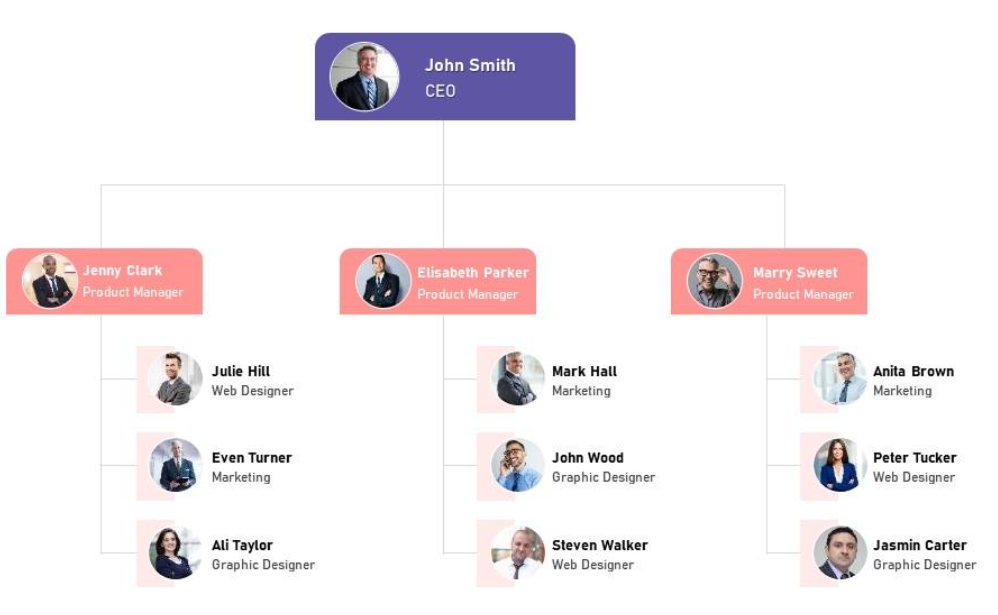 John Smith
CEO
Jenny Clark
Product Manager
Elisabeth Parker
Product Manager
Marry Sweet
Product Manager
Julie Hill
Web Designer
Even Turner
Marketing
Ali Taylor
Graphic Designer
Mark Hall
Marketing
John Wood
Graphic Designer
Steven Walker
Web Designer
Anita Brown
Marketing
Peter Tucker
Web Designer
Jasmin Carter
Graphic Designer